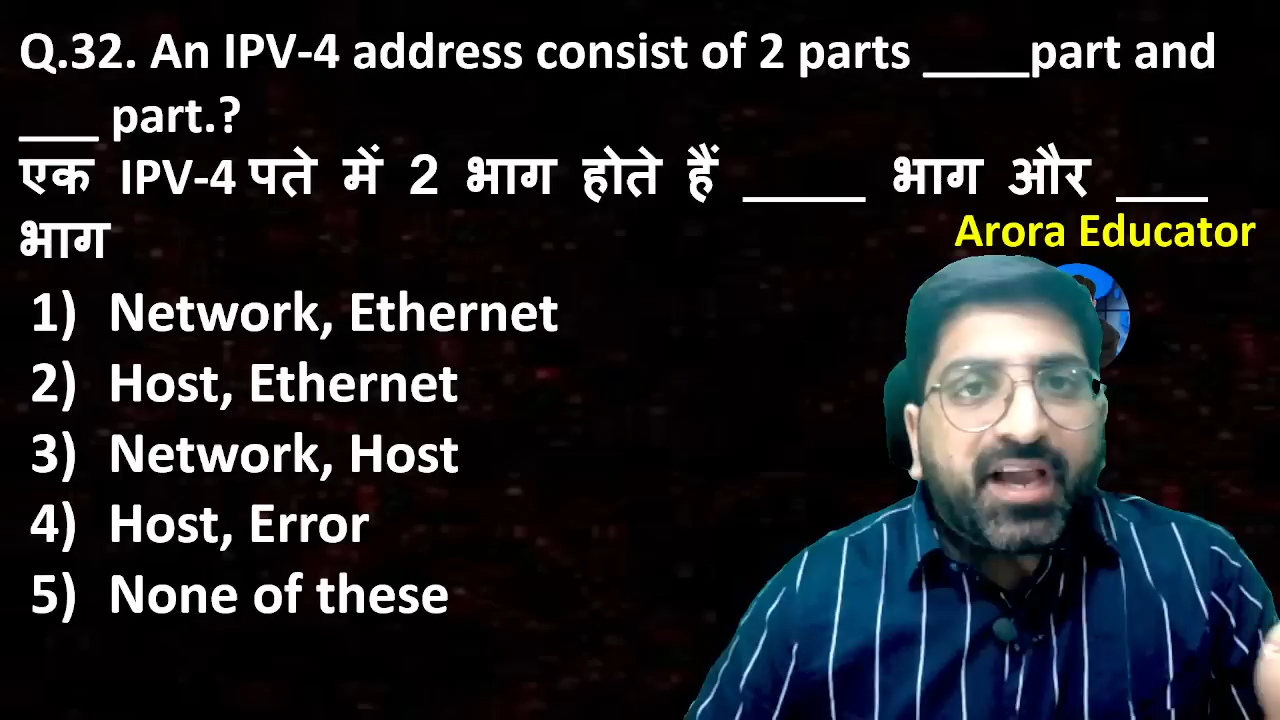 Q.32. An IPV-4 address consist of 2 parts ____part and
___ part.?
एक IPV-4 पते में 2 भाग होते हैं ____ भाग और ___
भाग
Arora Educator
1) Network, Ethernet
2) Host, Ethernet
3) Network, Host
4) Host, Error
5) None of these